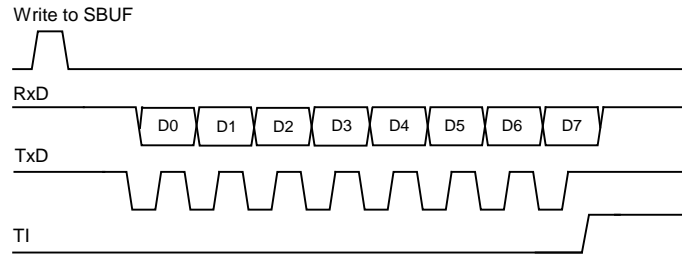 Write to SBUF
RxD
D0 D1 D2 D3 D4 D5 D6 D7
TxD
TI